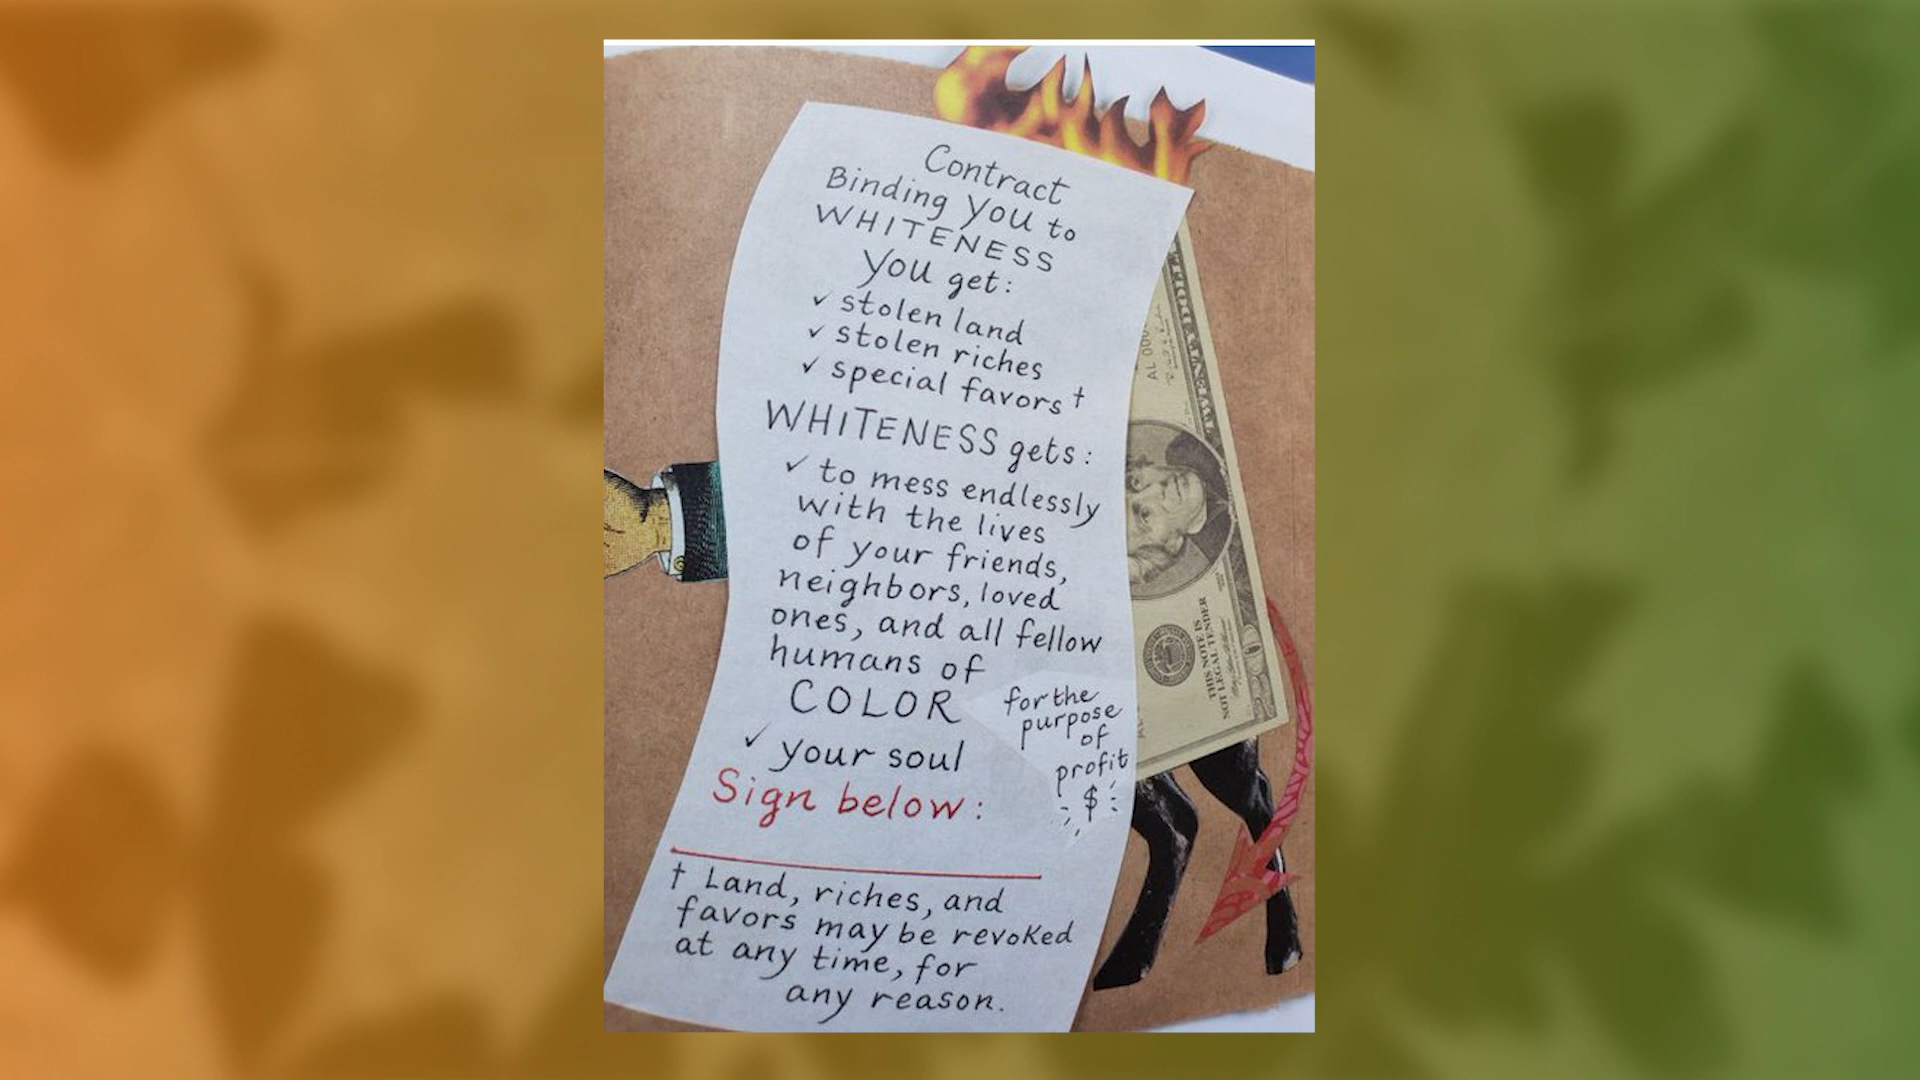 Contract
Binding you to
WHITENESS
you get:
✓ stolen land
✓ stolen riches
✓ special favors†
WHITENESS gets:
✓ to mess endlessly
with the lives
of your friends,
neighbors, loved
ones, and all fellow
humans of
COLOR
for the
purpose
of
profit
$
✓ your soul
Sign below:
† Land, riches, and
favors may be revoked
at any time, for
any reason.
THIS NOTE IS
NOT LEGAL TENDER